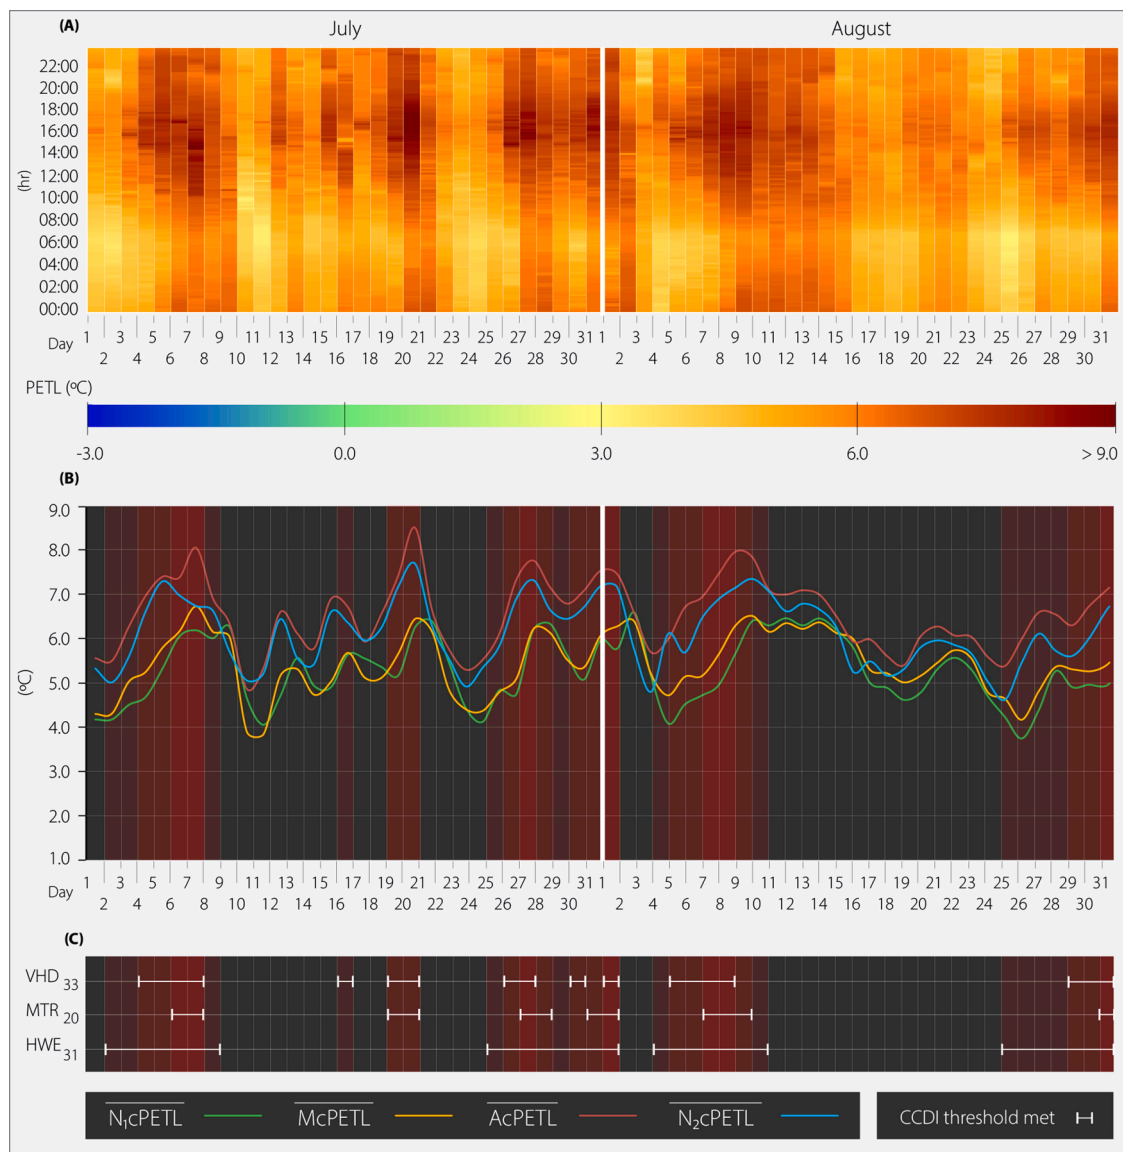 (A)
July August
22:00
20:00
18:00
16:00
14:00
12:00
10:00
08:00
06:00
04:00
02:00
00:00
(hr)
1 3 5 7 9 11 13 15 17 19 21 23 25 27 29 31 1 3 5 7 9 11 13 15 17 19 21 23 25 27 29 31
Day
2 4 6 8 10 12 14 16 18 20 22 24 26 28 30 2 4 6 8 10 12 14 16 18 20 22 24 26 28 30
PETL (ºC)
-3.0 0.0 3.0 6.0 > 9.0
(B)
9.0
8.0
7.0
6.0
5.0
4.0
3.0
2.0
1.0
(ºC)
1 3 5 7 9 11 13 15 17 19 21 23 25 27 29 31 1 3 5 7 9 11 13 15 17 19 21 23 25 27 29 31
Day
2 4 6 8 10 12 14 16 18 20 22 24 26 28 30 2 4 6 8 10 12 14 16 18 20 22 24 26 28 30
(C)
VHD 33
MTR 20
HWE 31
N₁cPETL McPETL AcPETL N₂cPETL CCDI threshold met